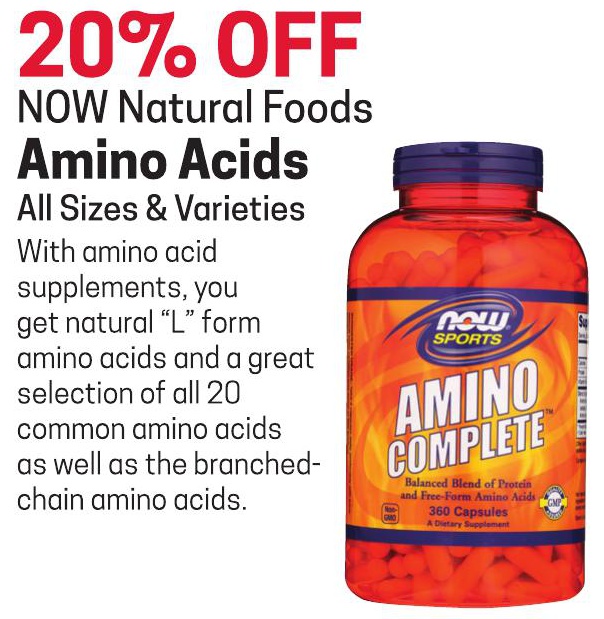 20% OFF
NOW Natural Foods
Amino Acids
All Sizes & Varieties
With amino acid
supplements, you
get natural “L” form
amino acids and a great
selection of all 20
common amino acids
as well as the branched-
chain amino acids.
NOW
SPORTS
AMINO
COMPLETE™
Balanced Blend of Protein
and Free-Form Amino Acids
360 Capsules
A Dietary Supplement
Non-
GMO
GMP